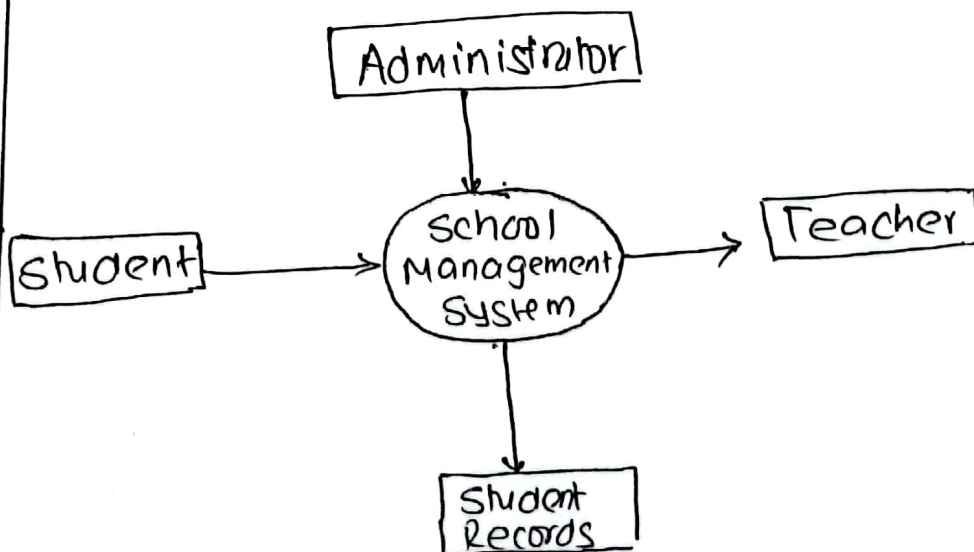 Administrator
School
Management
System
Teacher
Student
Student
Records